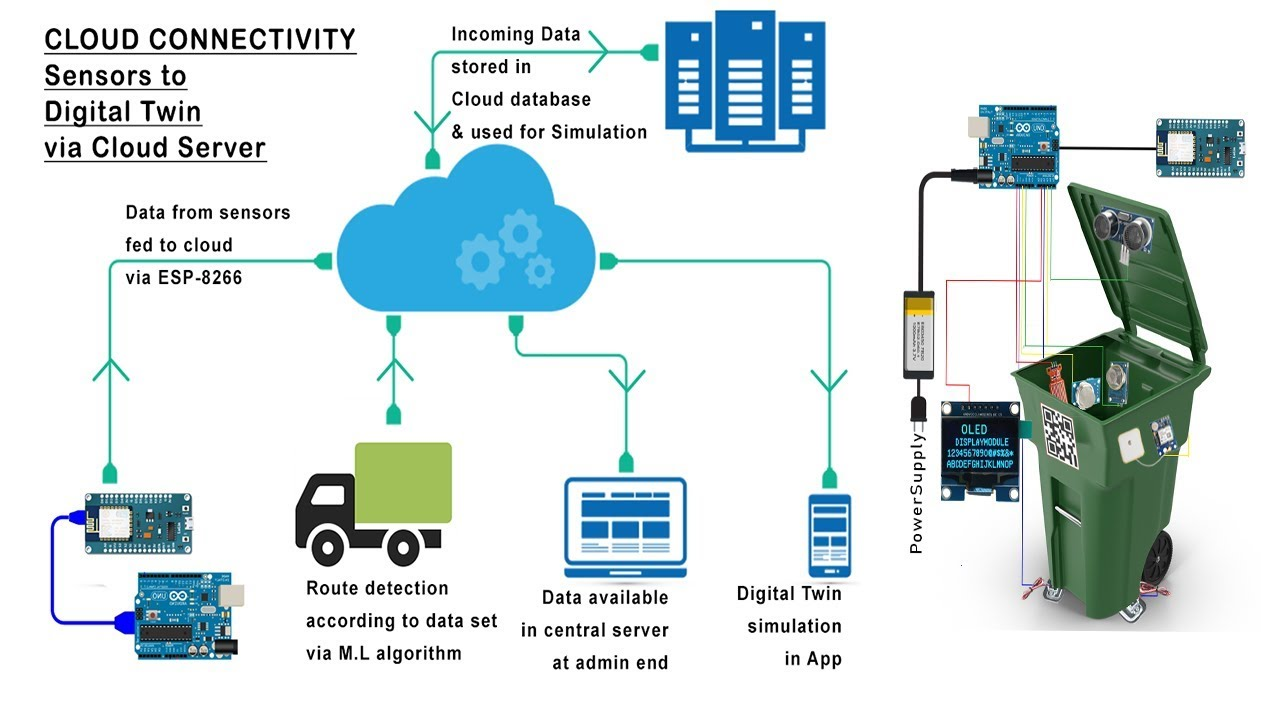 CLOUD CONNECTIVITY
Sensors to
Digital Twin
via Cloud Server
Incoming Data
stored in
Cloud database
& used for Simulation
Data from sensors
fed to cloud
via ESP-8266
Route detection
according to data set
via M.L algorithm
Data available
in central server
at admin end
Digital Twin
simulation
in App
UNO
UNO
PowerSupply
OLED
DISPLAYMODULE
1234567890@#$%&*
ABCDEFGHIJKLMNOP